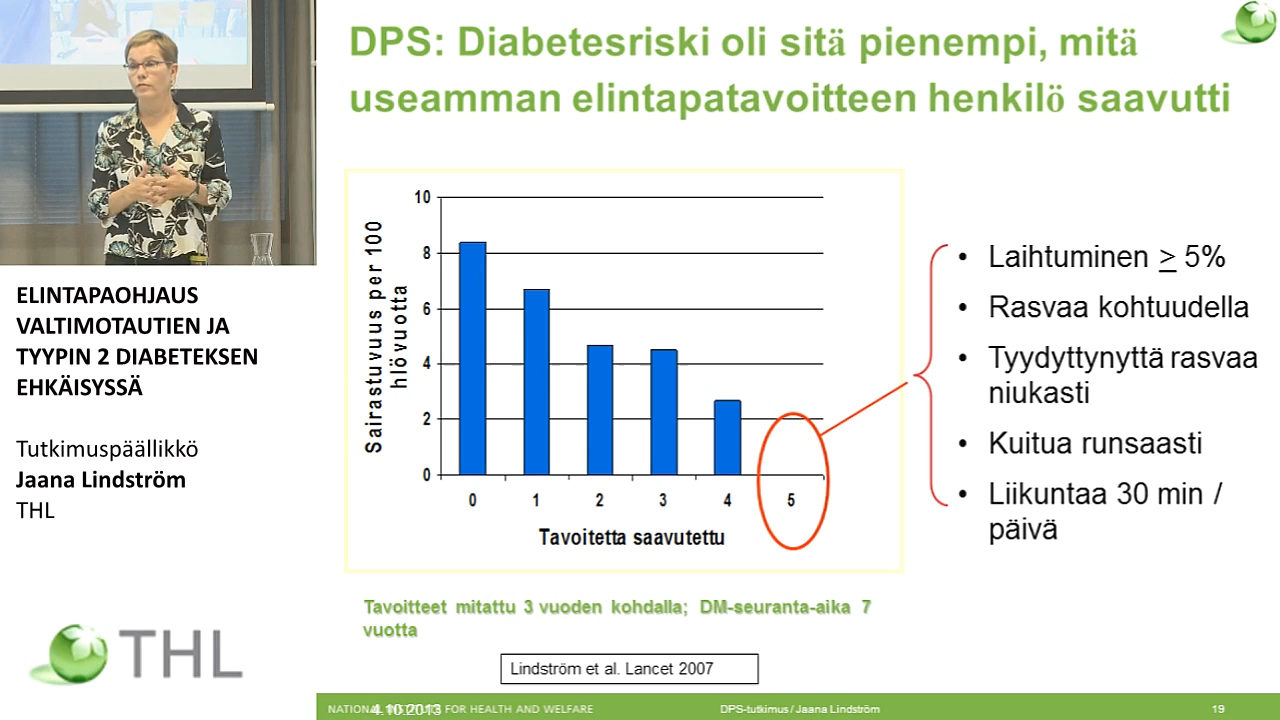 DPS: Diabetesriski oli sitä pienempi, mitä
useamman elintapatavoitteen henkilö saavutti
ELINTAPAOHJAUS
VALTIMOTAUTIEN JA
TYYPIN 2 DIABETEKSEN
EHKÄISYSSÄ
Tutkimuspäällikkö
Jaana Lindström
THL
THL
Sairastuvuus per 100
hlövuotta
10
8
6
4
2
0
0 1 2 3 4 5
Tavoitetta saavutettu
• Laihtuminen ≥ 5%
• Rasvaa kohtuudella
• Tyydyttynyttä rasvaa
niukasti
• Kuitua runsaasti
• Liikuntaa 30 min /
päivä
Tavoitteet mitattu 3 vuoden kohdalla; DM-seuranta-aika 7
vuotta
Lindström et al. Lancet 2007
NATIONAL INSTITUTE FOR HEALTH AND WELFARE
4.10.2013
DPS-tutkimus / Jaana Lindström
19